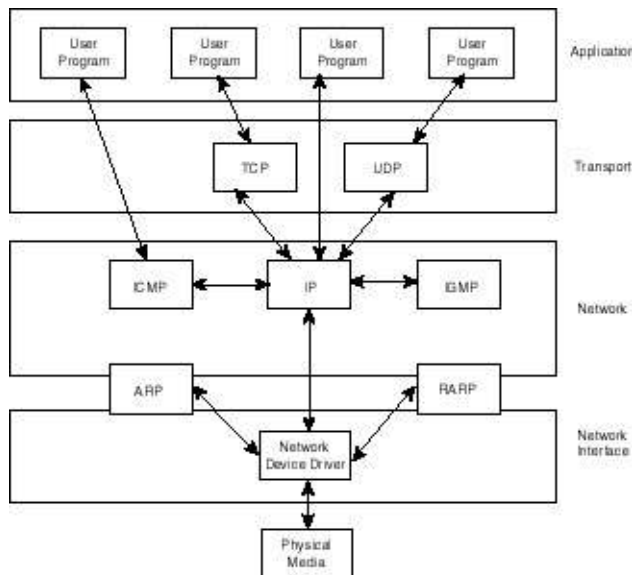 User
Program
User
Program
User
Program
User
Program
Application
TCP
UDP
Transport
ICMP
IP
IGMP
Network
ARP
RARP
Network
Device Driver
Network
Interface
Physical
Media